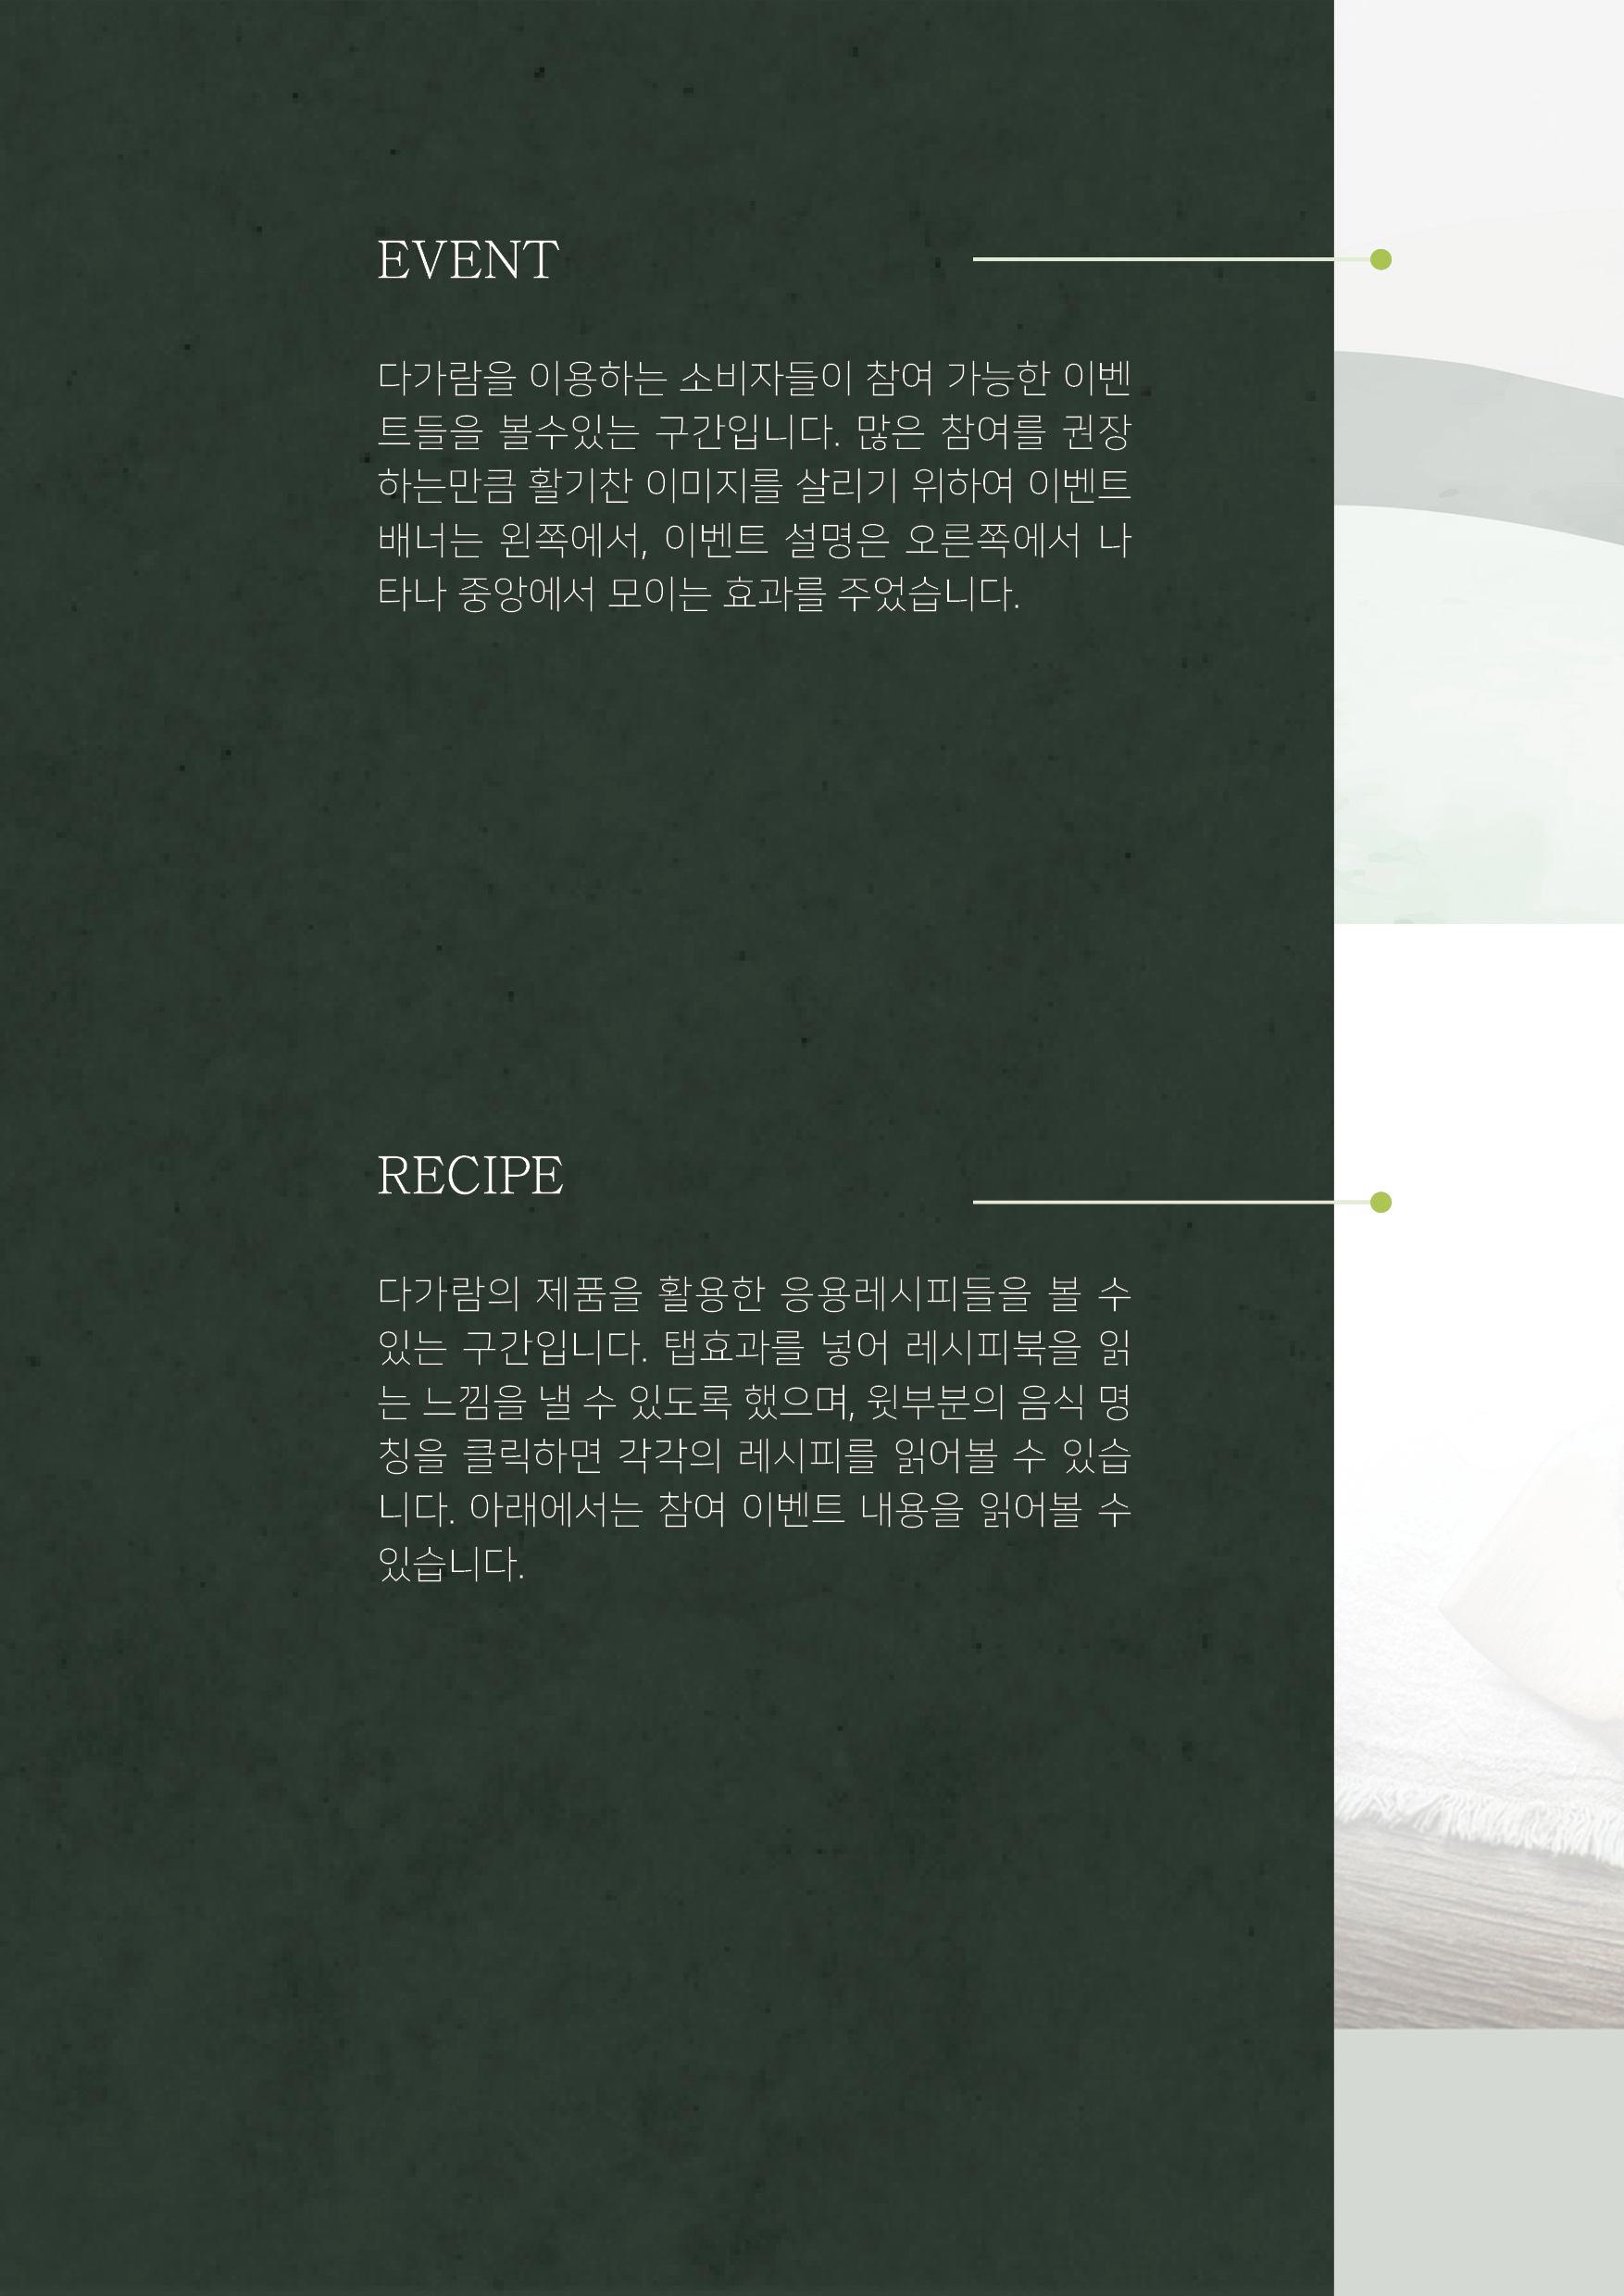 EVENT
다가람을 이용하는 소비자들이 참여 가능한 이벤
트들을 볼수있는 구간입니다. 많은 참여를 권장
하는만큼 활기찬 이미지를 살리기 위하여 이벤트
배너는 왼쪽에서, 이벤트 설명은 오른쪽에서 나
타나 중앙에서 모이는 효과를 주었습니다.
RECIPE
다가람의 제품을 활용한 응용레시피들을 볼 수
있는 구간입니다. 탭효과를 넣어 레시피북을 읽
는 느낌을 낼 수 있도록 했으며, 윗부분의 음식 명
칭을 클릭하면 각각의 레시피를 읽어볼 수 있습
니다. 아래에서는 참여 이벤트 내용을 읽어볼 수
있습니다.